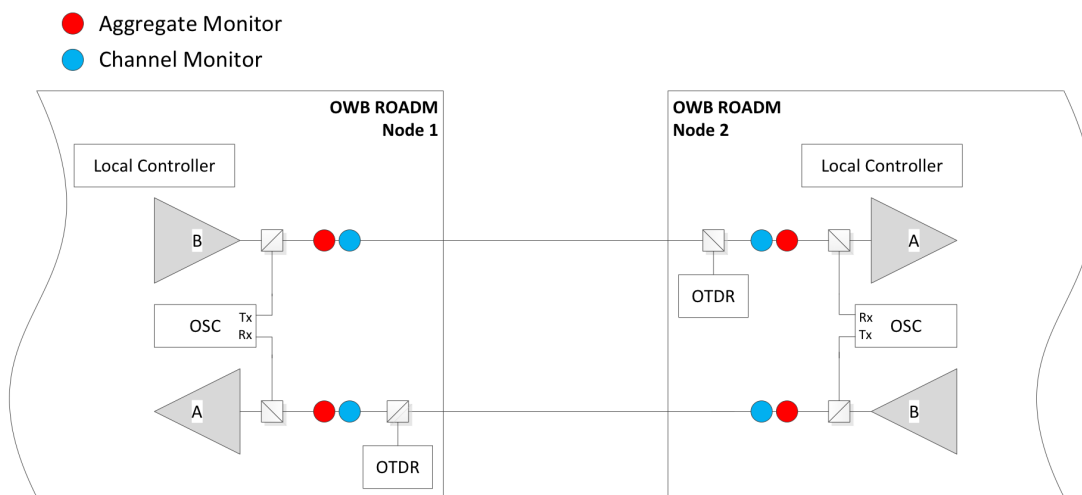 Aggregate Monitor
Channel Monitor
OWB ROADM
Node 1
OWB ROADM
Node 2
Local Controller
Local Controller
B
A
OTDR
OSC
Tx
Rx
Rx
Tx
OSC
A
B
OTDR